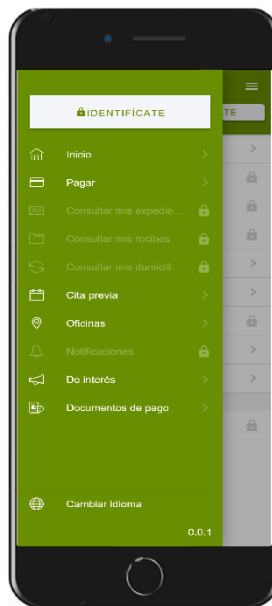 IDENTIFÍCATE
TE
Inicio
Pagar
Consultar mis expedie...
Consultar mis recibos
Consultar mis domicili...
Cita previa
Oficinas
Notificaciones
De interés
Documentos de pago
Cambiar idioma
0.0.1